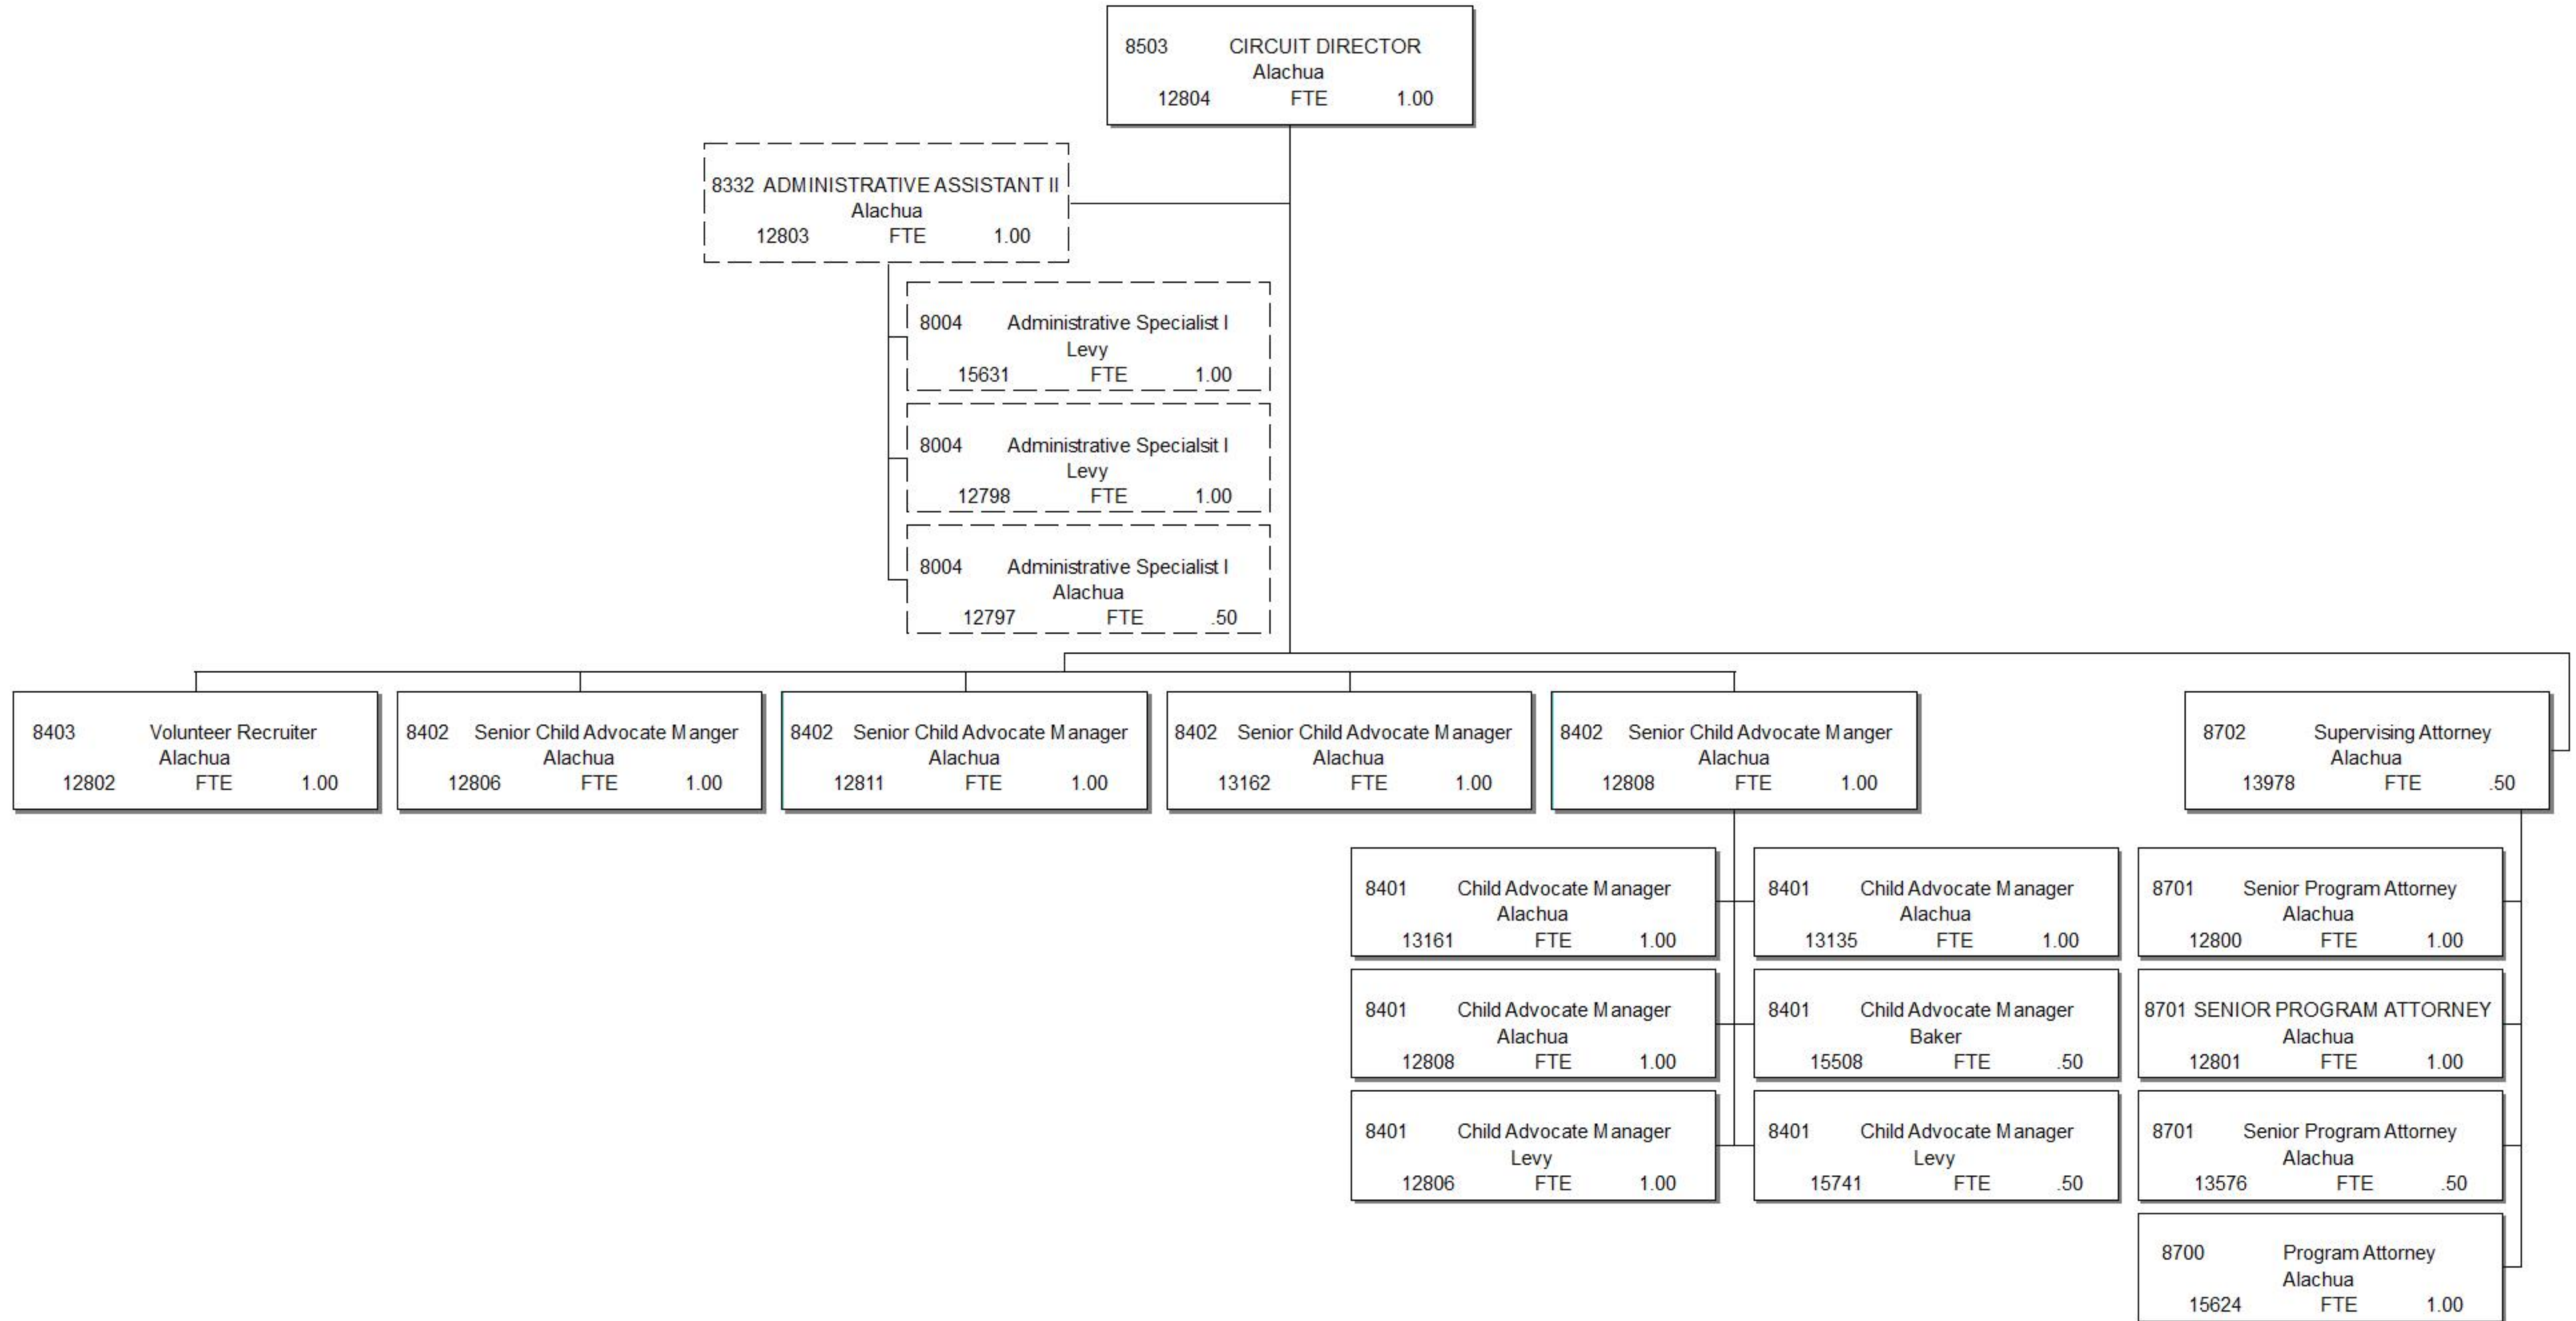 8503 CIRCUIT DIRECTOR
Alachua
12804 FTE 1.00
8332 ADMINISTRATIVE ASSISTANT II
Alachua
12803 FTE 1.00
8004 Administrative Specialist I
Levy
15631 FTE 1.00
8004 Administrative Specialsit I
Levy
12798 FTE 1.00
8004 Administrative Specialist I
Alachua
12797 FTE .50
8403 Volunteer Recruiter
Alachua
12802 FTE 1.00
8402 Senior Child Advocate Manger
Alachua
12806 FTE 1.00
8402 Senior Child Advocate Manager
Alachua
12811 FTE 1.00
8402 Senior Child Advocate Manager
Alachua
13162 FTE 1.00
8402 Senior Child Advocate Manger
Alachua
12808 FTE 1.00
8702 Supervising Attorney
Alachua
13978 FTE .50
8401 Child Advocate Manager
Alachua
13161 FTE 1.00
8401 Child Advocate Manager
Alachua
13135 FTE 1.00
8701 Senior Program Attorney
Alachua
12800 FTE 1.00
8401 Child Advocate Manager
Alachua
12808 FTE 1.00
8401 Child Advocate Manager
Baker
15508 FTE .50
8701 SENIOR PROGRAM ATTORNEY
Alachua
12801 FTE 1.00
8401 Child Advocate Manager
Levy
12806 FTE 1.00
8401 Child Advocate Manager
Levy
15741 FTE .50
8701 Senior Program Attorney
Alachua
13576 FTE .50
8700 Program Attorney
Alachua
15624 FTE 1.00